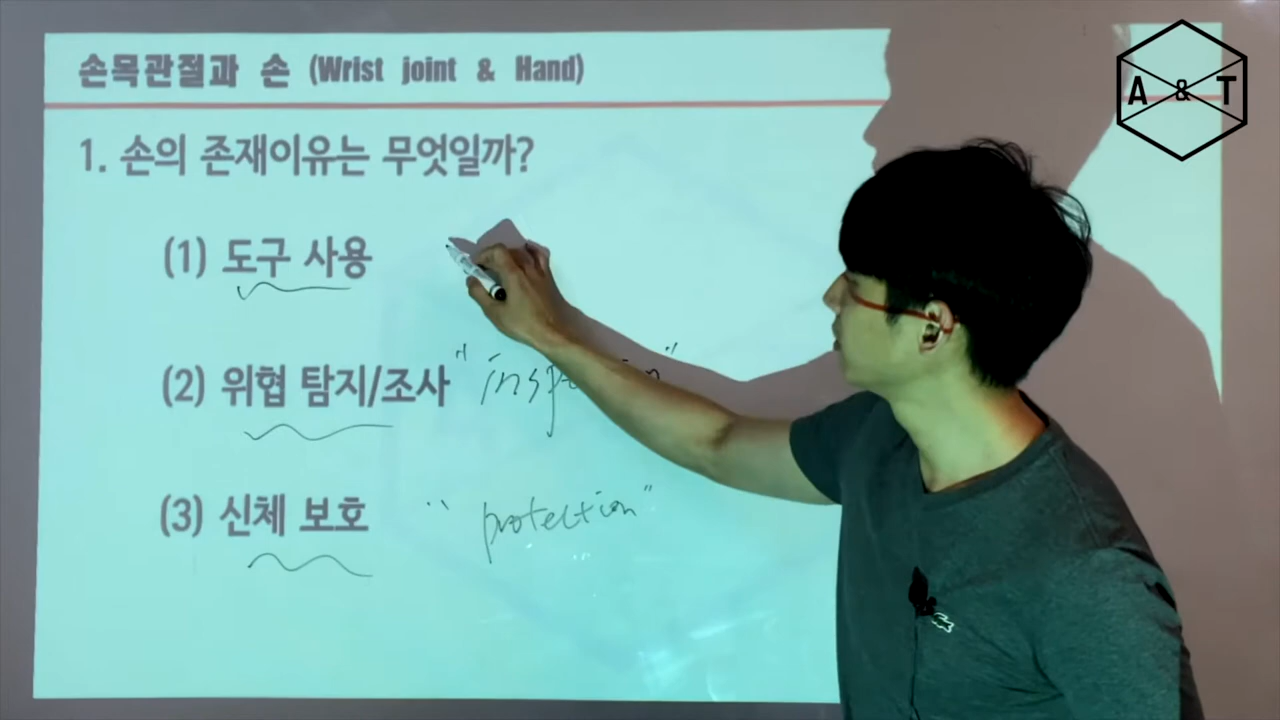 손목관절과 손 (Wrist joint & Hand)
A & T
1. 손의 존재이유는 무엇일까?
(1) 도구 사용
(2) 위협 탐지/조사
(3) 신체 보호 " protection "